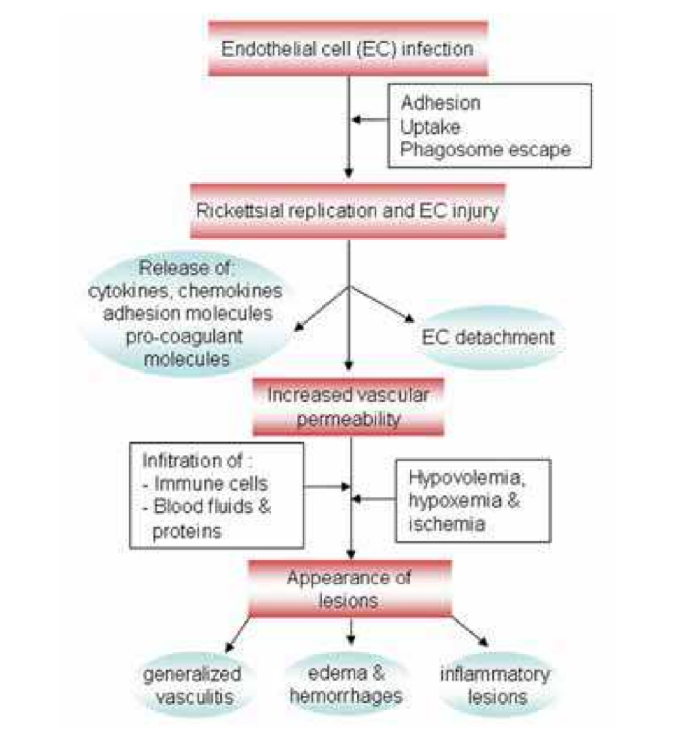 Endothelial cell (EC) infection
Adhesion
Uptake
Phagosome escape
Rickettsial replication and EC injury
Release of:
cytokines, chemokines
adhesion molecules
pro-coagulant
molecules
EC detachment
Increased vascular
permeability
Infitration of :
- Immune cells
- Blood fluids &
proteins
Hypovolemia,
hypoxemia &
ischemia
Appearance of
lesions
generalized
vasculitis
edema &
hemorrhages
inflammatory
lesions